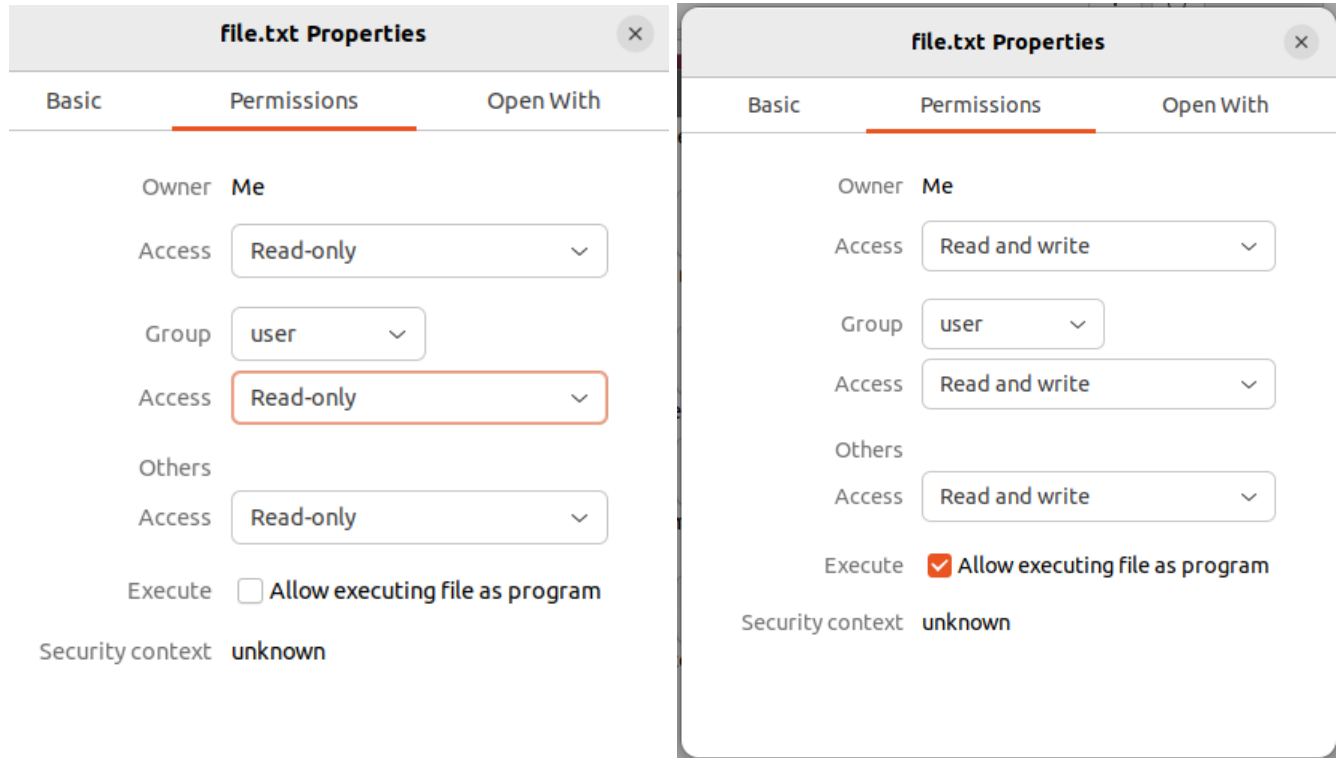 file.txt Properties
Basic Permissions Open With
Owner Me
Access Read-only
Group user
Access Read-only
Others
Access Read-only
Execute Allow executing file as program
Security context unknown
file.txt Properties
Basic Permissions Open With
Owner Me
Access Read and write
Group user
Access Read and write
Others
Access Read and write
Execute Allow executing file as program
Security context unknown